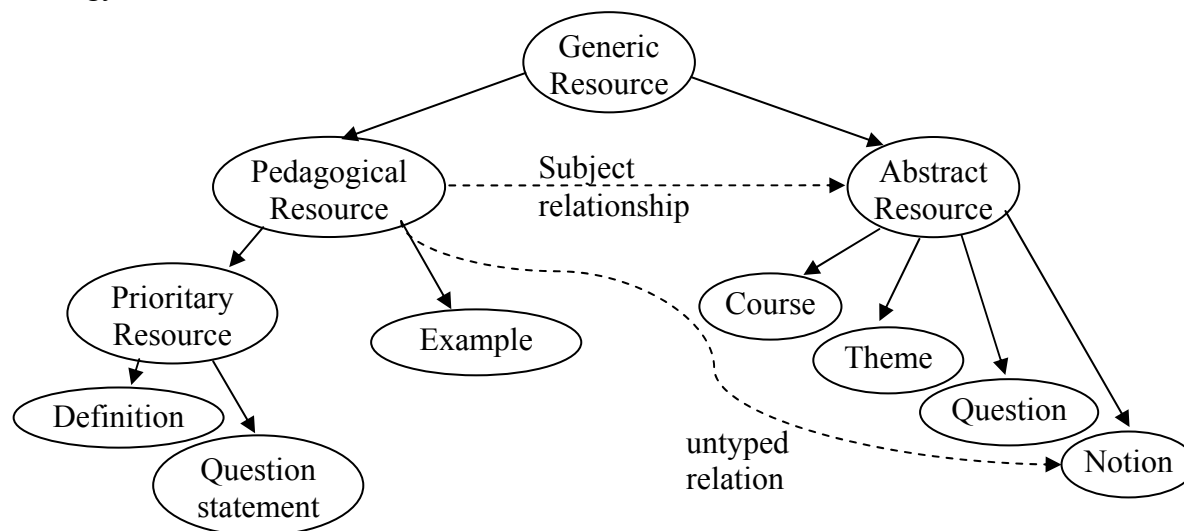 Generic
Resource
Pedagogical
Resource
Subject
relationship
Abstract
Resource
Prioritary
Resource
Example
Course
Theme
Definition
Question
Question
statement
untyped
relation
Notion